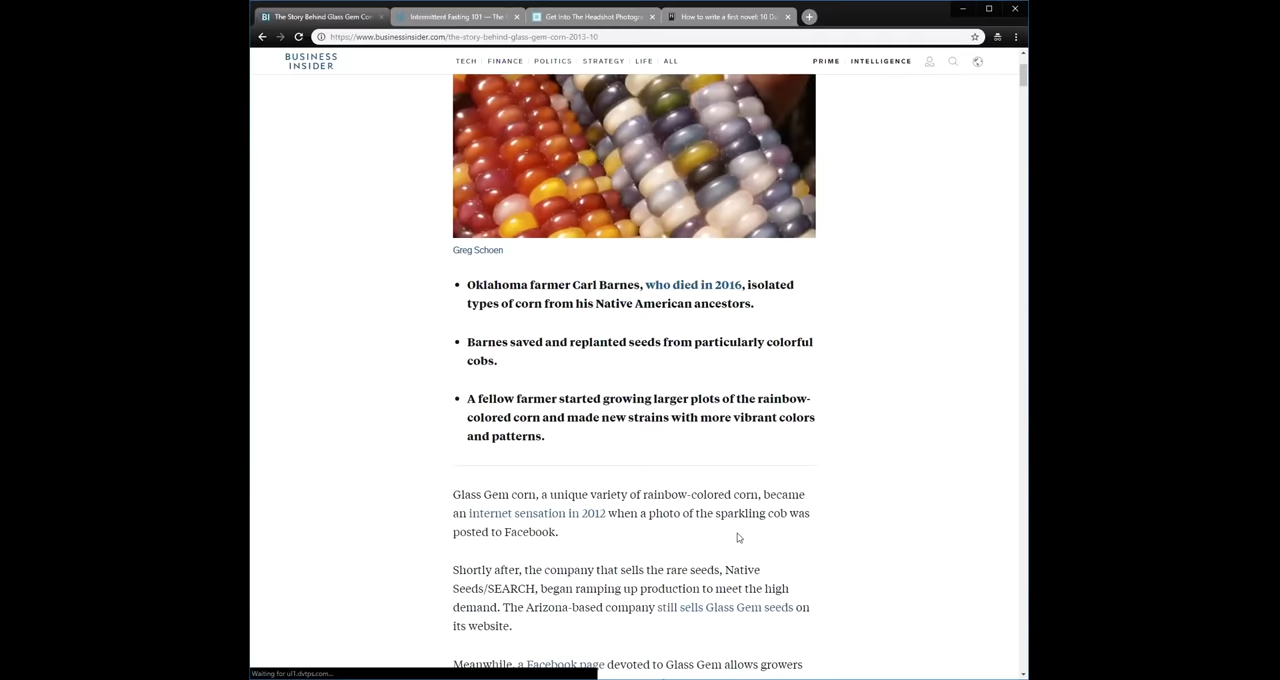 The Story Behind Glass Gem Cor
Intermittent Fasting 101 — The
Get Into The Headshot Photogra
How to write a first novel: 10 Du
https://www.businessinsider.com/the-story-behind-glass-gem-corn-2013-10
BUSINESS
INSIDER
TECH FINANCE POLITICS STRATEGY LIFE ALL
PRIME INTELLIGENCE
Greg Schoen
• Oklahoma farmer Carl Barnes, who died in 2016, isolated
types of corn from his Native American ancestors.
• Barnes saved and replanted seeds from particularly colorful
cobs.
• A fellow farmer started growing larger plots of the rainbow-
colored corn and made new strains with more vibrant colors
and patterns.
Glass Gem corn, a unique variety of rainbow-colored corn, became
an internet sensation in 2012 when a photo of the sparkling cob was
posted to Facebook.
Shortly after, the company that sells the rare seeds, Native
Seeds/SEARCH, began ramping up production to meet the high
demand. The Arizona-based company still sells Glass Gem seeds on
its website.
Meanwhile, a Facebook page devoted to Glass Gem allows growers
Waiting for ul1.dvtps.com...